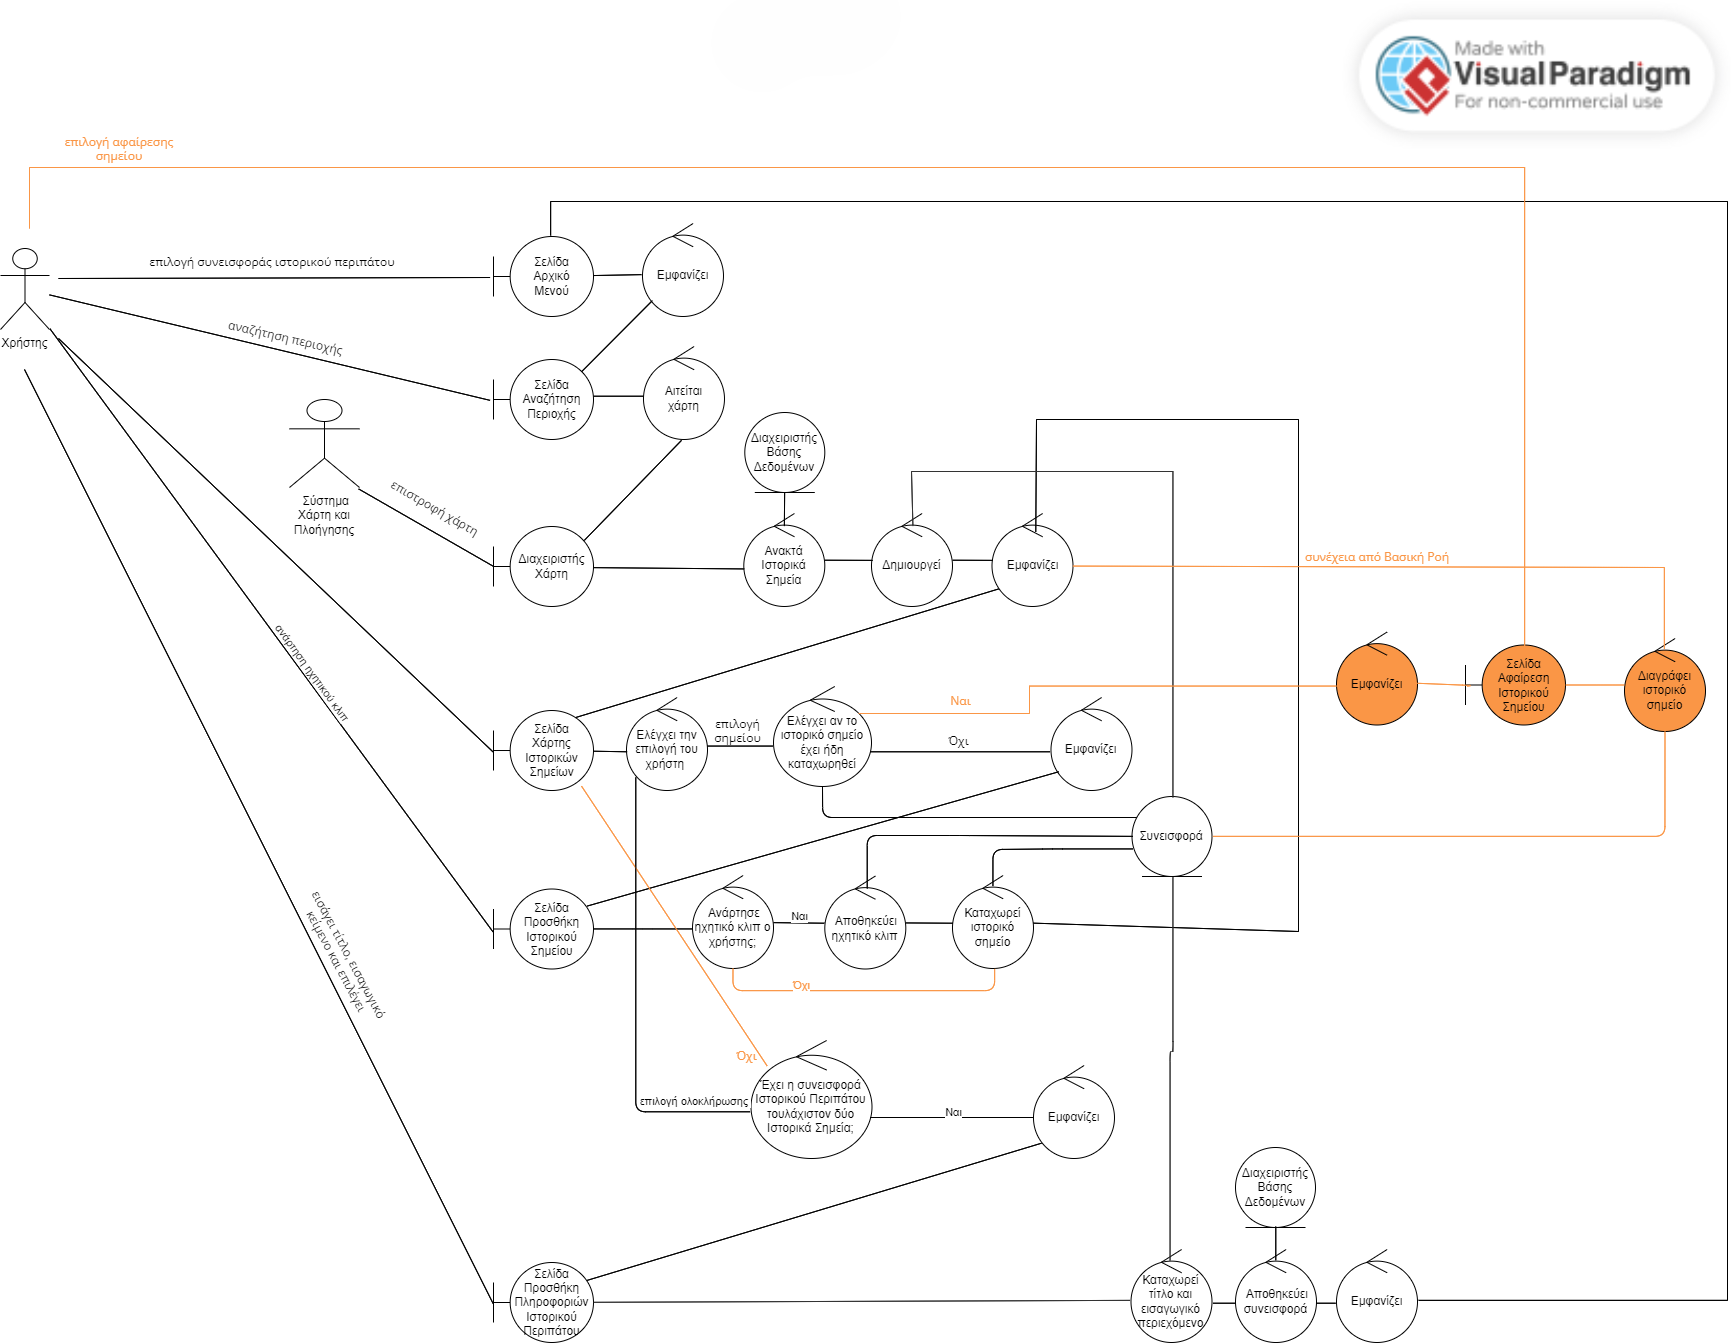 Made with
Visual Paradigm
For non-commercial use
επιλογή αφαίρεσης
σημείου
επιλογή συνεισφοράς ιστορικού περιπάτου
Σελίδα
Αρχικό
Μενού
Εμφανίζει
Χρήστης
αναζήτηση περιοχής
Σελίδα
Αναζήτηση
Περιοχής
Αιτείται
χάρτη
Διαχειριστής
Βάσης
Δεδομένων
Σύστημα
Χάρτη και
Πλοήγησης
επιστροφή χάρτη
Διαχειριστής
Χάρτη
Ανακτά
Ιστορικά
Σημεία
Δημιουργεί
Εμφανίζει
συνέχεια από Βασική Ροή
ανάρτηση ηχητικού κλιπ
Σελίδα
Χάρτης
Ιστορικών
Σημείων
Ελέγχει την
επιλογή του
χρήστη
επιλογή
σημείου
Ελέγχει αν το
ιστορικό σημείο
έχει ήδη
καταχωρηθεί
Ναι
Όχι
Εμφανίζει
Εμφανίζει
Σελίδα
Αφαίρεση
Ιστορικού
Σημείου
Διαγράφει
ιστορικό
σημείο
Συνεισφορά
εισάγει τίτλο, εισαγωγικό
κείμενο και επιλέγει
Σελίδα
Προσθήκη
Ιστορικού
Σημείου
Ανάρτησε
ηχητικό κλιπ ο
χρήστης;
Ναι
Αποθηκεύει
ηχητικό κλιπ
Καταχωρεί
ιστορικό
σημείο
Όχι
Όχι
επιλογή ολοκλήρωσης
Έχει η συνεισφορά
Ιστορικού Περιπάτου
τουλάχιστον δύο
Ιστορικά Σημεία;
Ναι
Εμφανίζει
Διαχειριστής
Βάσης
Δεδομένων
Σελίδα
Προσθήκη
Πληροφοριών
Ιστορικού
Περιπάτου
Καταχωρεί
τίτλο και
εισαγωγικό
περιεχόμενο
Αποθηκεύει
συνεισφορά
Εμφανίζει